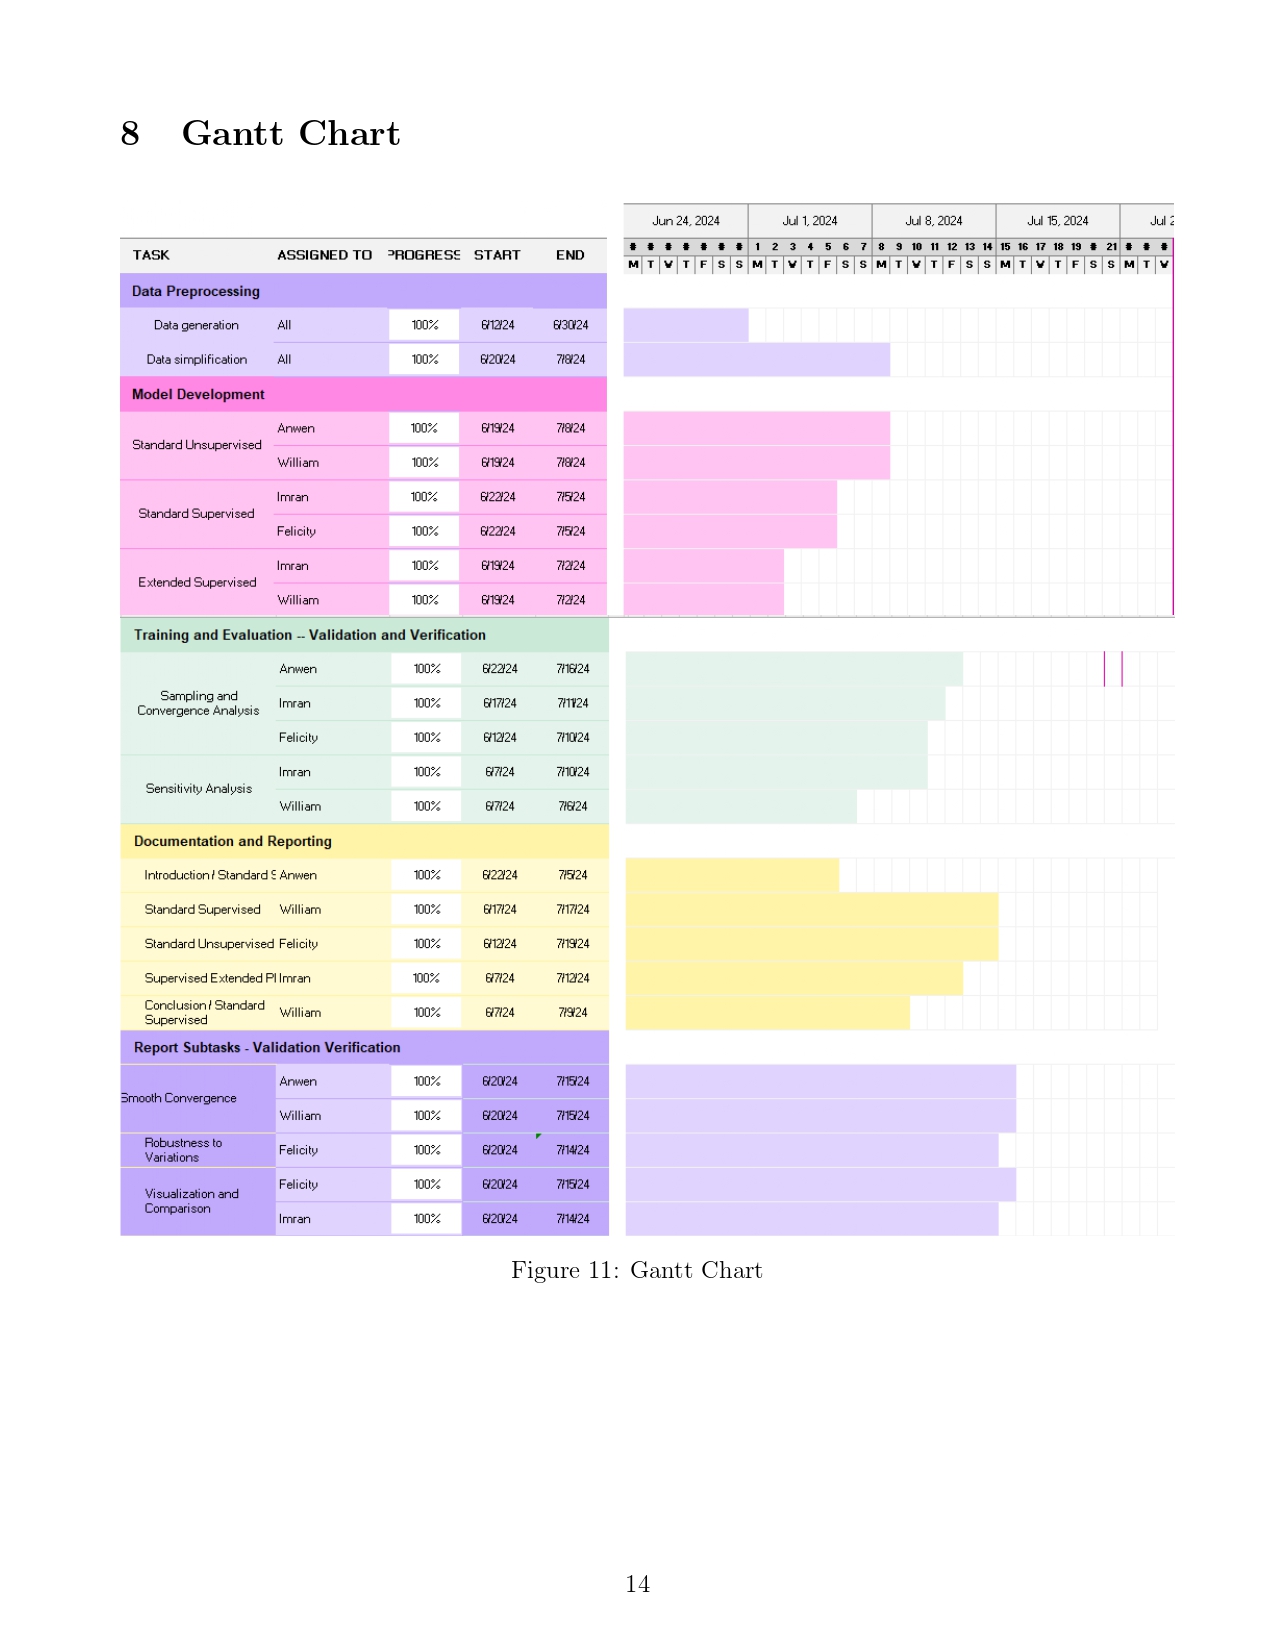 8 Gantt Chart
Jun 24, 2024 Jul 1, 2024 Jul 8, 2024 Jul 15, 2024 Jul 2
TASK ASSIGNED TO PROGRESS START END # # # # # # # 1 2 3 4 5 6 7 8 9 10 11 12 13 14 15 16 17 18 19 # 21 # # #
M T W T F S S M T W T F S S M T W T F S S M T W T F S S M T W
Data Preprocessing
Data generation All 100% 6/12/24 6/30/24
Data simplification All 100% 6/20/24 7/8/24
Model Development
Standard Unsupervised
Anwen 100% 6/19/24 7/8/24
William 100% 6/19/24 7/8/24
Standard Supervised
Imran 100% 6/22/24 7/5/24
Felicity 100% 6/22/24 7/5/24
Extended Supervised
Imran 100% 6/19/24 7/2/24
William 100% 6/19/24 7/2/24
Training and Evaluation -- Validation and Verification
Sampling and
Convergence Analysis
Anwen 100% 6/22/24 7/16/24
Imran 100% 6/17/24 7/11/24
Felicity 100% 6/12/24 7/10/24
Sensitivity Analysis
Imran 100% 6/7/24 7/10/24
William 100% 6/7/24 7/6/24
Documentation and Reporting
Introduction / Standard S Anwen 100% 6/22/24 7/5/24
Standard Supervised William 100% 6/17/24 7/17/24
Standard Unsupervised Felicity 100% 6/12/24 7/19/24
Supervised Extended Pl Imran 100% 6/7/24 7/12/24
Conclusion / Standard
Supervised
William 100% 6/7/24 7/9/24
Report Subtasks - Validation Verification
Smooth Convergence
Anwen 100% 6/20/24 7/15/24
William 100% 6/20/24 7/15/24
Robustness to
Variations
Felicity 100% 6/20/24 7/14/24
Visualization and
Comparison
Felicity 100% 6/20/24 7/15/24
Imran 100% 6/20/24 7/14/24
Figure 11: Gantt Chart
14